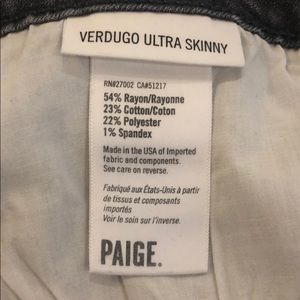 VERDUGO ULTRA SKINNY
RN#27002 CA#51217
54% Rayon/Rayonne
23% Cotton/Coton
22% Polyester
1% Spandex
Made in the USA of Imported
fabric and components.
See care on reverse.
Fabriqué aux États-Unis à partir
de tissus et composants
importés
Voir le soin sur l'inverse.
PAIGE.